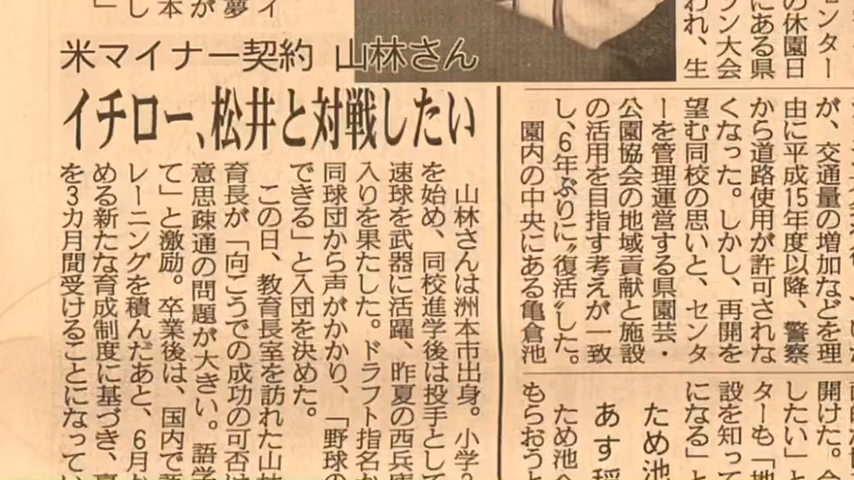 米マイナー契約 山林さん
イチロー、松井と対戦したい
山林さんは洲本市出身。小学
を始め、同校進学後は投手として
速球を武器に活躍、昨夏の西兵庫
入りを果たした。ドラフト指名
同球団から声がかかり、「野球の
できる」と入団を決めた。
この日、教育長室を訪れた山林
育長が「向こうでの成功の可否は
意思疎通の問題が大きい。語学
て」と激励。卒業後は、国内で
レーニングを積んだあと、6月
める新たな育成制度に基づき、
を3カ月間受けることになってい
センター
の休園日
にある県
ン大会
われ、生
が、交通量の増加などを理
由に平成15年度以降、警察
から道路使用が許可されな
くなった。しかし、再開を
望む同校の思いと、センタ
ーを管理運営する県園芸・
公園協会の地域貢献と施設
の活用を目指す考えが一致
し、6年ぶりに〝復活〟した。
園内の中央にある亀倉池
開けた。
したい」と
ターも「地
設を知って
になる」と
ため池
あす
ため池
もらおうと